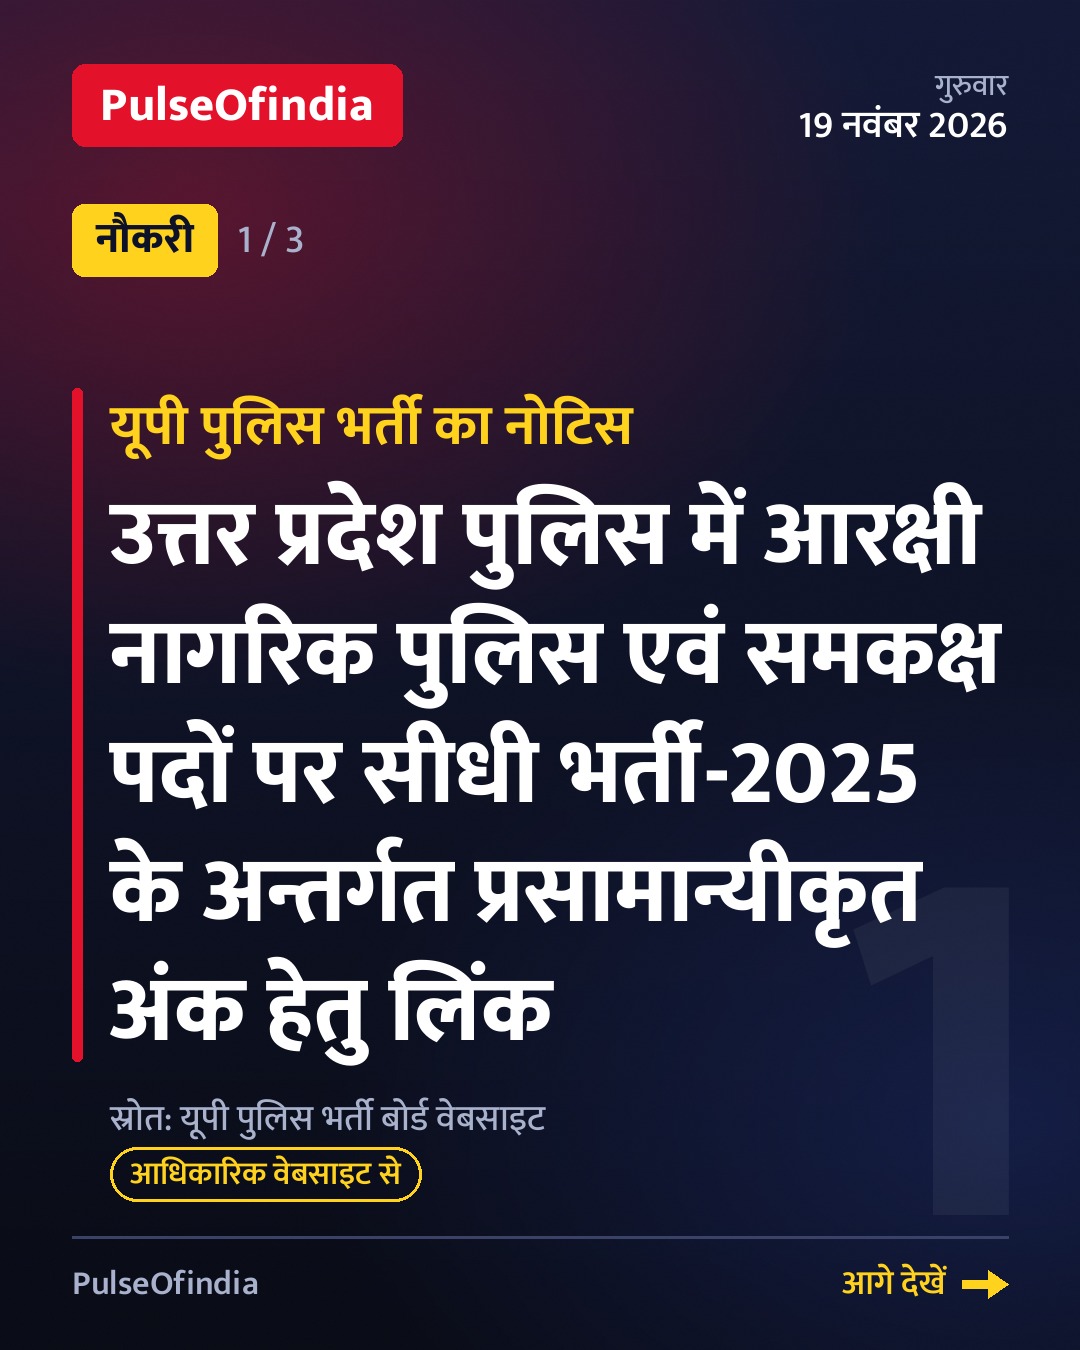 PulseOfindia
गुरुवार
19 नवंबर 2026
नौकरी
1 / 3
यूपी पुलिस भर्ती का नोटिस
उत्तर प्रदेश पुलिस में आरक्षी
नागरिक पुलिस एवं समकक्ष
पदों पर सीधी भर्ती-2025
के अन्तर्गत प्रसामान्यीकृत
अंक हेतु लिंक
1
स्रोत: यूपी पुलिस भर्ती बोर्ड वेबसाइट
आधिकारिक वेबसाइट से
PulseOfindia
आगे देखें